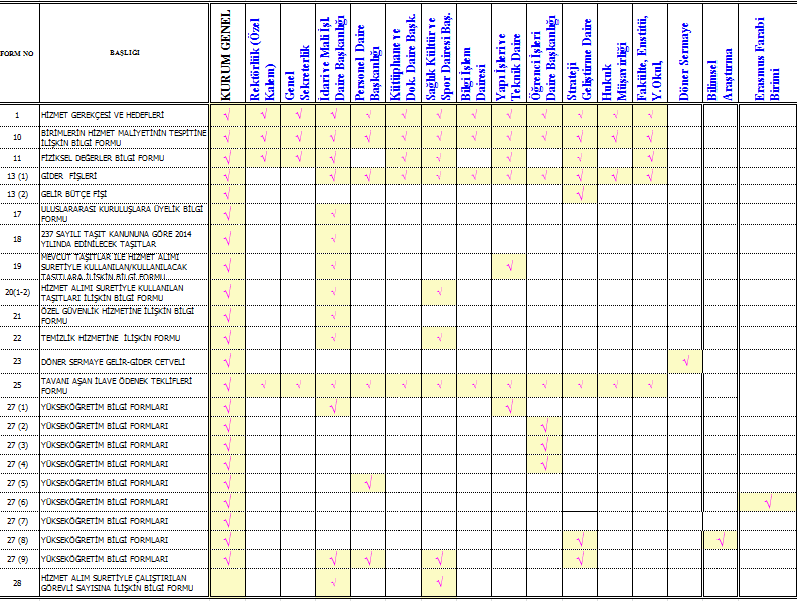 FORM NO
BAŞLIĞI
KURUM GENEL
Rektörlük (Özel
Kalem)
Genel
Sekreterlik
İdari ve Mali İşl.
Daire Başkanlığı
Personel Daire
Başkanlığı
Kütüphane ve
Dok. Daire Başk.
Sağlık Kültür ve
Spor Dairesi Baş.
Bilgi İşlem
Dairesi
Yapı İşleri ve
Teknik Daire
Öğrenci İşleri
Daire Başkanlığı
Strateji
Geliştirme Daire
Hukuk
Müşavirliği
Fakülte, Enstitü,
Y. Okul,
Döner Sermaye
Bilimsel
Araştırma
Erasmus Farabi
Birimi
1 HİZMET GEREKÇESİ VE HEDEFLERİ √ √ √ √ √ √ √ √ √ √ √ √ √
10 BİRİMLERİN HİZMET MALİYETİNİN TESPİTİNE
İLİŞKİN BİLGİ FORMU √ √ √ √ √ √ √ √ √ √ √ √ √
11 FİZİKSEL DEĞERLER BİLGİ FORMU √ √ √ √ √ √ √ √ √
13 (1) GİDER FİŞLERİ √ √ √ √ √ √ √ √ √ √ √
13 (2) GELİR BÜTÇE FİŞİ √ √
17 ULUSLARARASI KURULUŞLARA ÜYELİK BİLGİ
FORMU √ √
18 237 SAYILI TAŞIT KANUNUNA GÖRE 2014
YILINDA EDİNİLECEK TAŞITLAR √ √
19 MEVCUT TAŞITLAR İLE HİZMET ALIMI
SURETİYLE KULLANILAN/KULLANILACAK
TAŞITLARA İLİŞKİN BİLGİ FORMU √ √ √
20(1-2) HİZMET ALIMI SURETİYLE KULLANILAN
TAŞITLARI İLİŞKİN BİLGİ FORMU √ √ √
21 ÖZEL GÜVENLİK HİZMETİNE İLİŞKİN BİLGİ
FORMU √ √
22 TEMİZLİK HİZMETİNE İLİŞKİN FORMU √ √ √
23 DÖNER SERMAYE GELİR-GİDER CETVELİ √ √
25 TAVANI AŞAN İLAVE ÖDENEK TEKLİFLERİ
FORMU √ √ √ √ √ √ √ √ √ √ √ √ √
27 (1) YÜKSEKÖĞRETİM BİLGİ FORMLARI √ √ √
27 (2) YÜKSEKÖĞRETİM BİLGİ FORMLARI √ √
27 (3) YÜKSEKÖĞRETİM BİLGİ FORMLARI √ √
27 (4) YÜKSEKÖĞRETİM BİLGİ FORMLARI √ √
27 (5) YÜKSEKÖĞRETİM BİLGİ FORMLARI √ √
27 (6) YÜKSEKÖĞRETİM BİLGİ FORMLARI √ √
27 (7) YÜKSEKÖĞRETİM BİLGİ FORMLARI √
27 (8) YÜKSEKÖĞRETİM BİLGİ FORMLARI √ √ √
27 (9) YÜKSEKÖĞRETİM BİLGİ FORMLARI √ √ √ √ √
28 HİZMET ALIM SURETİYLE ÇALIŞTIRILAN
GÖREVLİ SAYISINA İLİŞKİN BİLGİ FORMU √ √